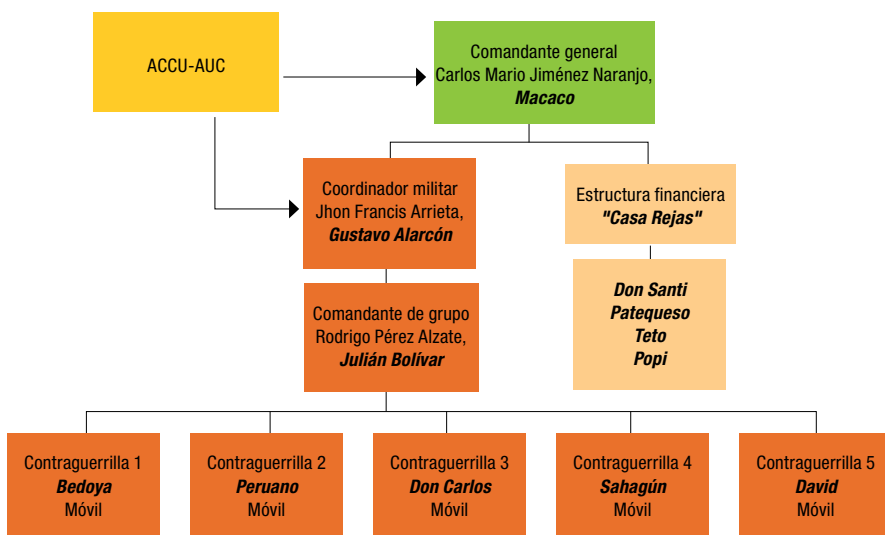 ACCU-AUC
Comandante general
Carlos Mario Jiménez Naranjo,
Macaco
Coordinador militar
Jhon Francis Arrieta,
Gustavo Alarcón
Estructura financiera
"Casa Rejas"
Comandante de grupo
Rodrigo Pérez Alzate,
Julián Bolívar
Don Santi
Patequeso
Teto
Popi
Contraguerrilla 1
Bedoya
Móvil
Contraguerrilla 2
Peruano
Móvil
Contraguerrilla 3
Don Carlos
Móvil
Contraguerrilla 4
Sahagún
Móvil
Contraguerrilla 5
David
Móvil